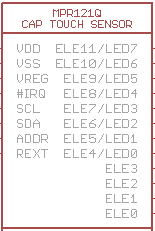 MPR121Q
CAP TOUCH SENSOR
VDD ELE11/LED7
VSS ELE10/LED6
VREG ELE9/LED5
#IRQ ELE8/LED4
SCL ELE7/LED3
SDA ELE6/LED2
ADDR ELE5/LED1
REXT ELE4/LED0
ELE3
ELE2
ELE1
ELE0